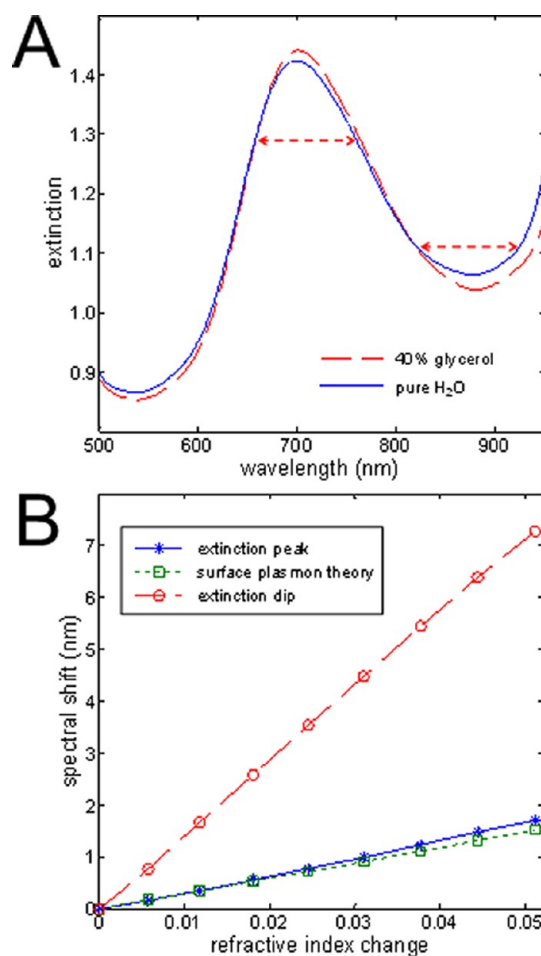 A
1.4
1.3
1.2
1.1
1.0
0.9
extinction
40% glycerol
pure H₂O
500 600 700 800 900
wavelength (nm)
B
7
6
5
4
3
2
1
0
spectral shift (nm)
extinction peak
surface plasmon theory
extinction dip
0 0.01 0.02 0.03 0.04 0.05
refractive index change